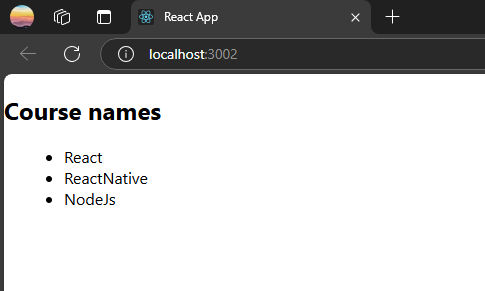 React App
localhost:3002
Course names
React
ReactNative
NodeJs